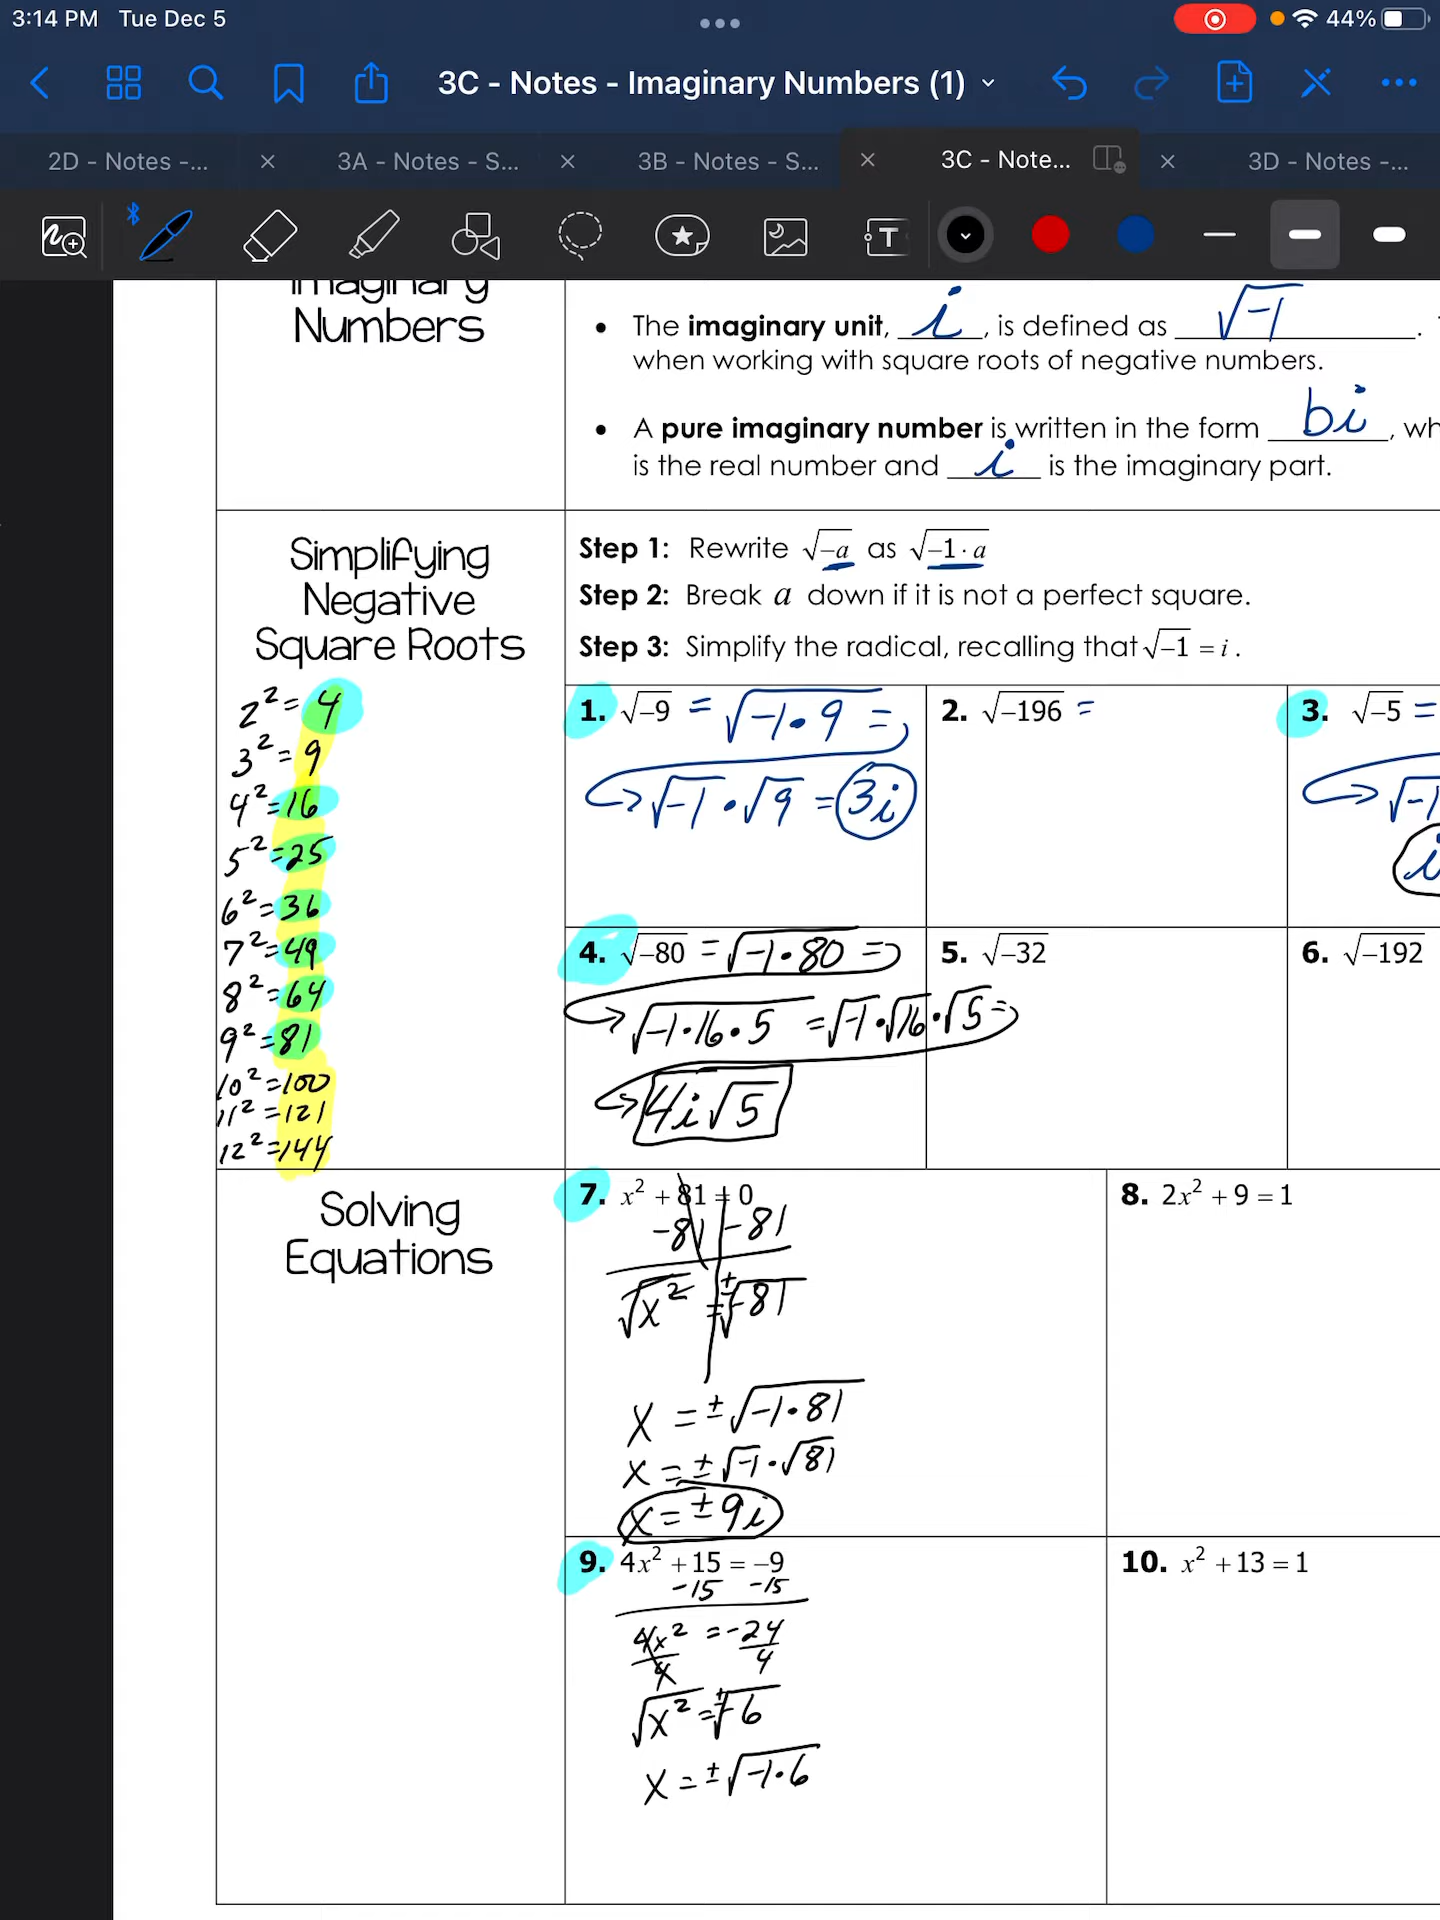 3:14 PM Tue Dec 5
44%
3C - Notes - Imaginary Numbers (1)
2D - Notes -...
3A - Notes - S...
3B - Notes - S...
3C - Note...
3D - Notes -...
T
Imaginary
Numbers
• The imaginary unit, i, is defined as √-1.
when working with square roots of negative numbers.
• A pure imaginary number is written in the form bi, wh
is the real number and i is the imaginary part.
Simplifying
Negative
Square Roots
Step 1: Rewrite √-a as √-1·a
Step 2: Break a down if it is not a perfect square.
Step 3: Simplify the radical, recalling that √-1 = i.
2² = 4
3² = 9
4² = 16
5² = 25
6² = 36
7² = 49
8² = 64
9² = 81
10² = 100
11² = 121
12² = 144
1. √-9 = √-1·9 =
√-1·√9 = 3i
2. √-196 =
3. √-5 =
√-1
i
4. √-80 = √-1·80 =
√-1·16·5 = √-1·√16·√5 =
4i√5
5. √-32
6. √-192
Solving
Equations
7. x² + 81 = 0
-81 -81
√x² = ±√-81
x = ±√-1·81
x = ±√-1·√81
x = ±9i
8. 2x² + 9 = 1
9. 4x² + 15 = -9
-15 -15
4x² = -24
4 4
√x² = ±√-6
x = ±√-1·6
10. x² + 13 = 1